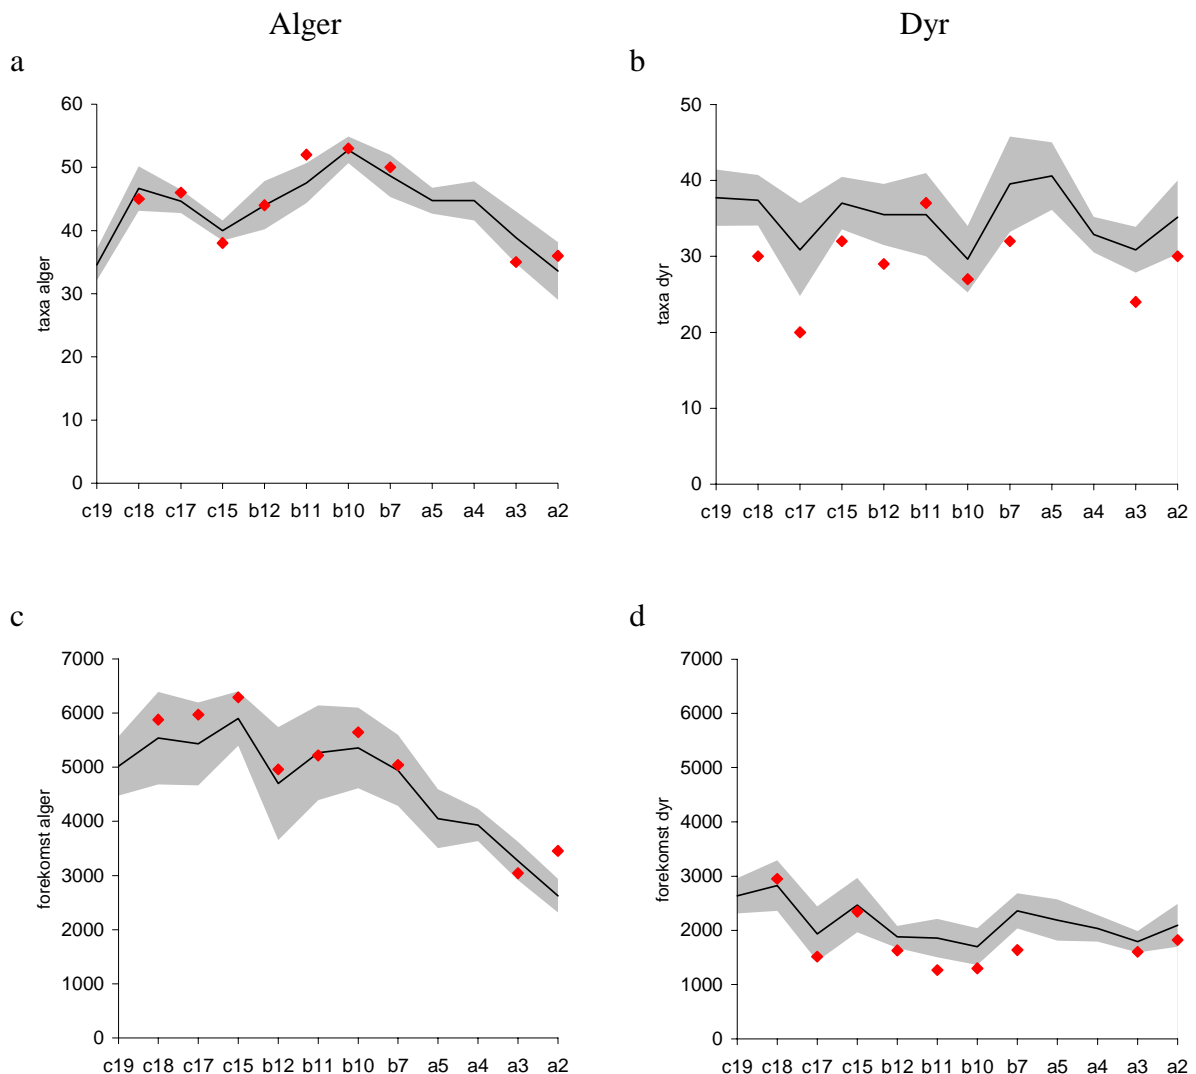 Alger
Dyr
a
b
60
50
40
30
20
10
0
taxa alger
c19 c18 c17 c15 b12 b11 b10 b7 a5 a4 a3 a2
50
40
30
20
10
0
taxa dyr
c19 c18 c17 c15 b12 b11 b10 b7 a5 a4 a3 a2
c
d
7000
6000
5000
4000
3000
2000
1000
0
forekomst alger
c19 c18 c17 c15 b12 b11 b10 b7 a5 a4 a3 a2
7000
6000
5000
4000
3000
2000
1000
0
forekomst dyr
c19 c18 c17 c15 b12 b11 b10 b7 a5 a4 a3 a2